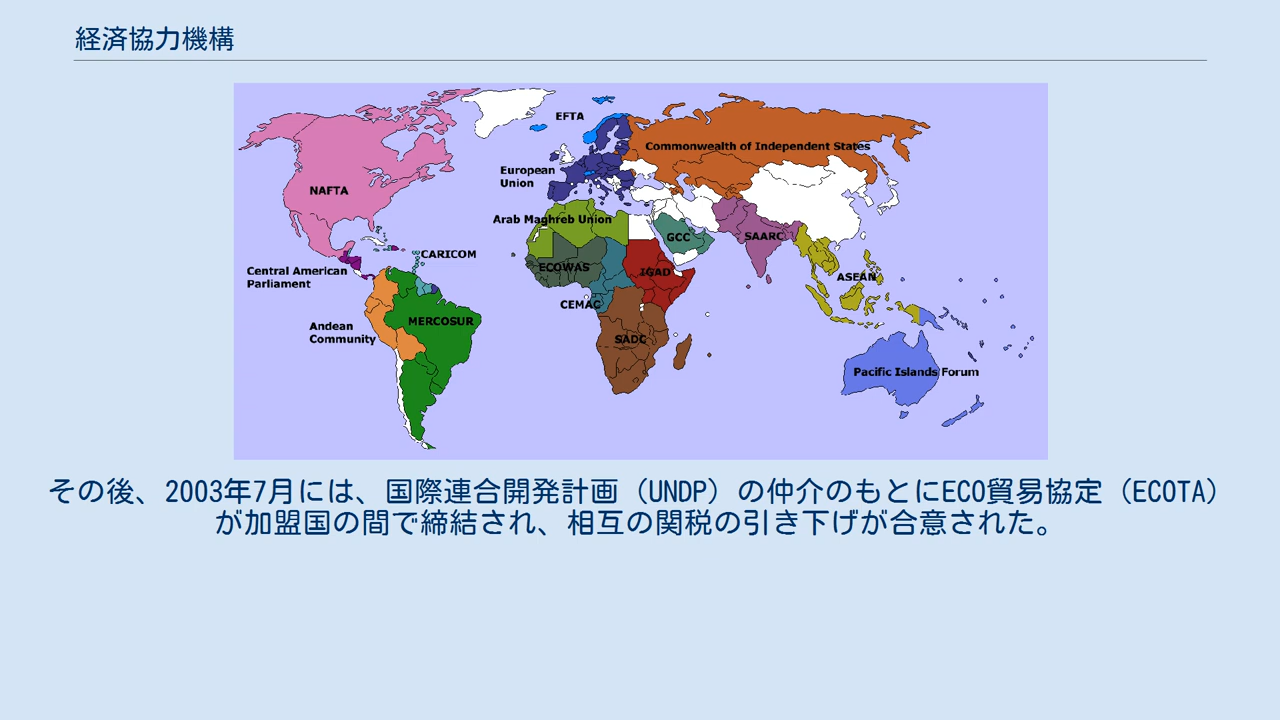 経済協力機構
EFTA
Commonwealth of Independent States
European
Union
NAFTA
Arab Maghreb Union
GCC
SAARC
CARICOM
ECOWAS
IGAD
Central American
Parliament
ASEAN
CEMAC
MERCOSUR
Andean
Community
SADC
Pacific Islands Forum
その後、2003年7月には、国際連合開発計画（UNDP）の仲介のもとにECO貿易協定（ECOTA）
が加盟国の間で締結され、相互の関税の引き下げが合意された。